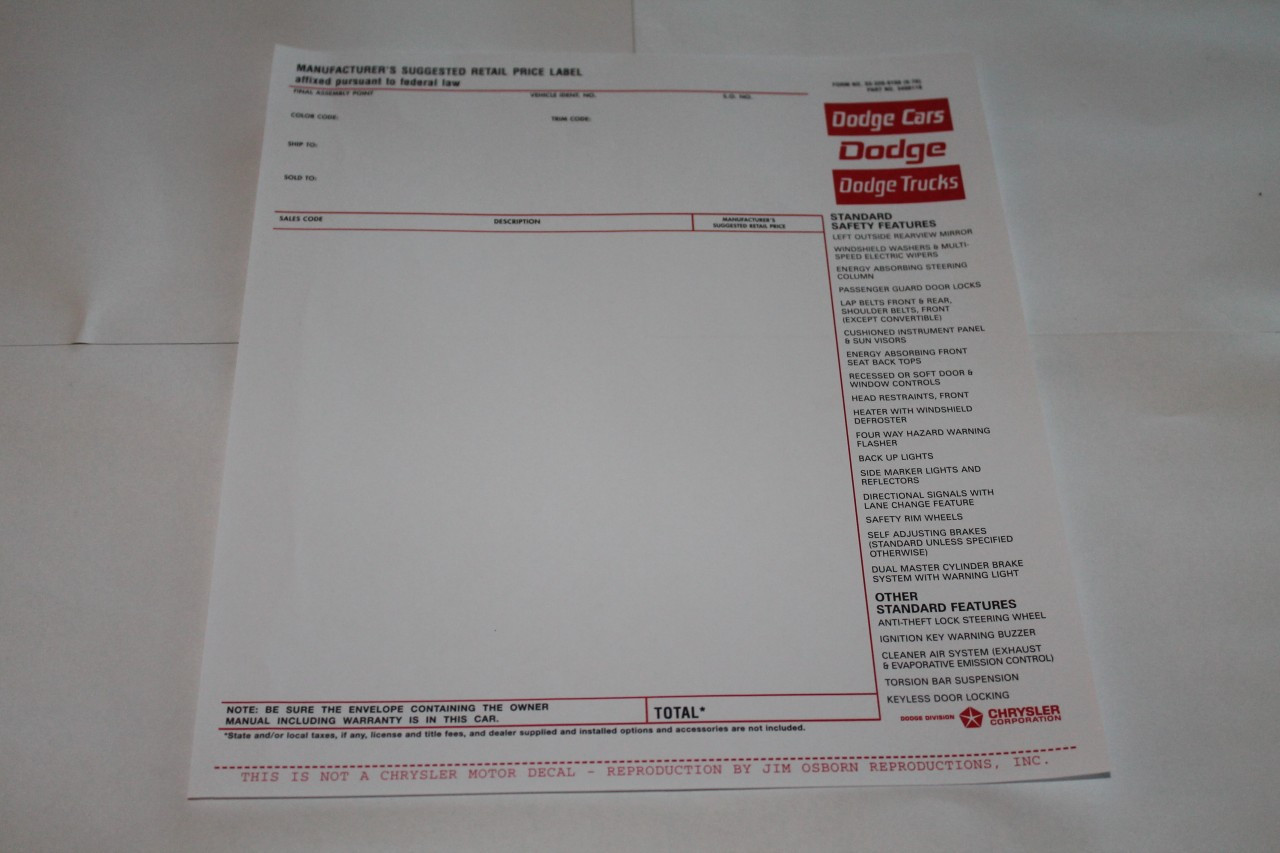 MANUFACTURER'S SUGGESTED RETAIL PRICE LABEL
affixed pursuant to federal law
FINAL ASSEMBLY POINT VEHICLE IDENT. NO. S.O. NO.
COLOR CODE: TRIM CODE:
SHIP TO:
SOLD TO:
SALES CODE DESCRIPTION MANUFACTURER'S
SUGGESTED RETAIL PRICE
FORM NO.
PART NO.
Dodge Cars
Dodge
Dodge Trucks
STANDARD
SAFETY FEATURES
LEFT OUTSIDE REARVIEW MIRROR
WINDSHIELD WASHERS & MULTI-
SPEED ELECTRIC WIPERS
ENERGY ABSORBING STEERING
COLUMN
PASSENGER GUARD DOOR LOCKS
LAP BELTS FRONT & REAR,
SHOULDER BELTS, FRONT
(EXCEPT CONVERTIBLE)
CUSHIONED INSTRUMENT PANEL
& SUN VISORS
ENERGY ABSORBING FRONT
SEAT BACK TOPS
RECESSED OR SOFT DOOR &
WINDOW CONTROLS
HEAD RESTRAINTS, FRONT
HEATER WITH WINDSHIELD
DEFROSTER
FOUR WAY HAZARD WARNING
FLASHER
BACK UP LIGHTS
SIDE MARKER LIGHTS AND
REFLECTORS
DIRECTIONAL SIGNALS WITH
LANE CHANGE FEATURE
SAFETY RIM WHEELS
SELF ADJUSTING BRAKES
(STANDARD UNLESS SPECIFIED
OTHERWISE)
DUAL MASTER CYLINDER BRAKE
SYSTEM WITH WARNING LIGHT
OTHER
STANDARD FEATURES
ANTI-THEFT LOCK STEERING WHEEL
IGNITION KEY WARNING BUZZER
CLEANER AIR SYSTEM (EXHAUST
& EVAPORATIVE EMISSION CONTROL)
TORSION BAR SUSPENSION
KEYLESS DOOR LOCKING
DODGE DIVISION CHRYSLER
CORPORATION
NOTE: BE SURE THE ENVELOPE CONTAINING THE OWNER
MANUAL INCLUDING WARRANTY IS IN THIS CAR.
TOTAL*
*State and/or local taxes, if any, license and title fees, and dealer supplied and installed options and accessories are not included.
THIS IS NOT A CHRYSLER MOTOR DECAL - REPRODUCTION BY JIM OSBORN REPRODUCTIONS, INC.